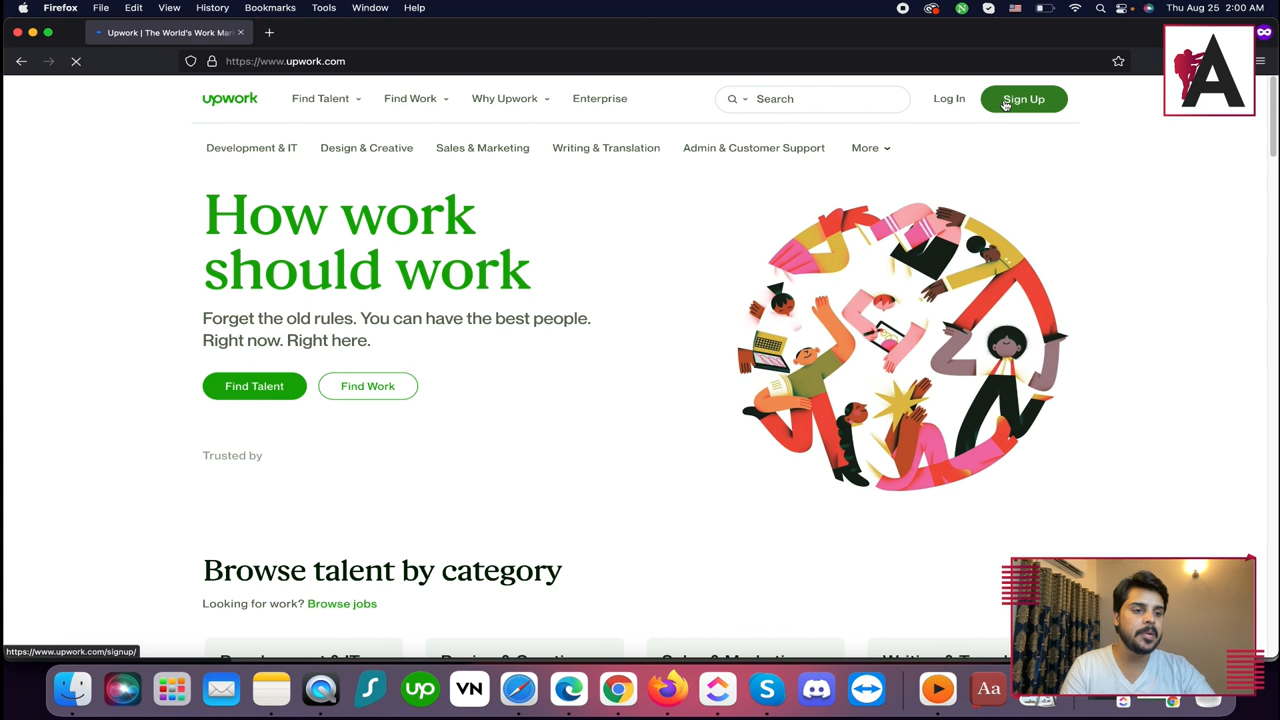 Firefox File Edit View History Bookmarks Tools Window Help
Thu Aug 25 2:00 AM
Upwork | The World's Work Mar
https://www.upwork.com
A
upwork Find Talent Find Work Why Upwork Enterprise Search Log In Sign Up
Development & IT Design & Creative Sales & Marketing Writing & Translation Admin & Customer Support More
How work
should work
Forget the old rules. You can have the best people.
Right now. Right here.
Find Talent Find Work
Trusted by
Browse talent by category
Looking for work? Browse jobs
https://www.upwork.com/signup/
up VN Aa